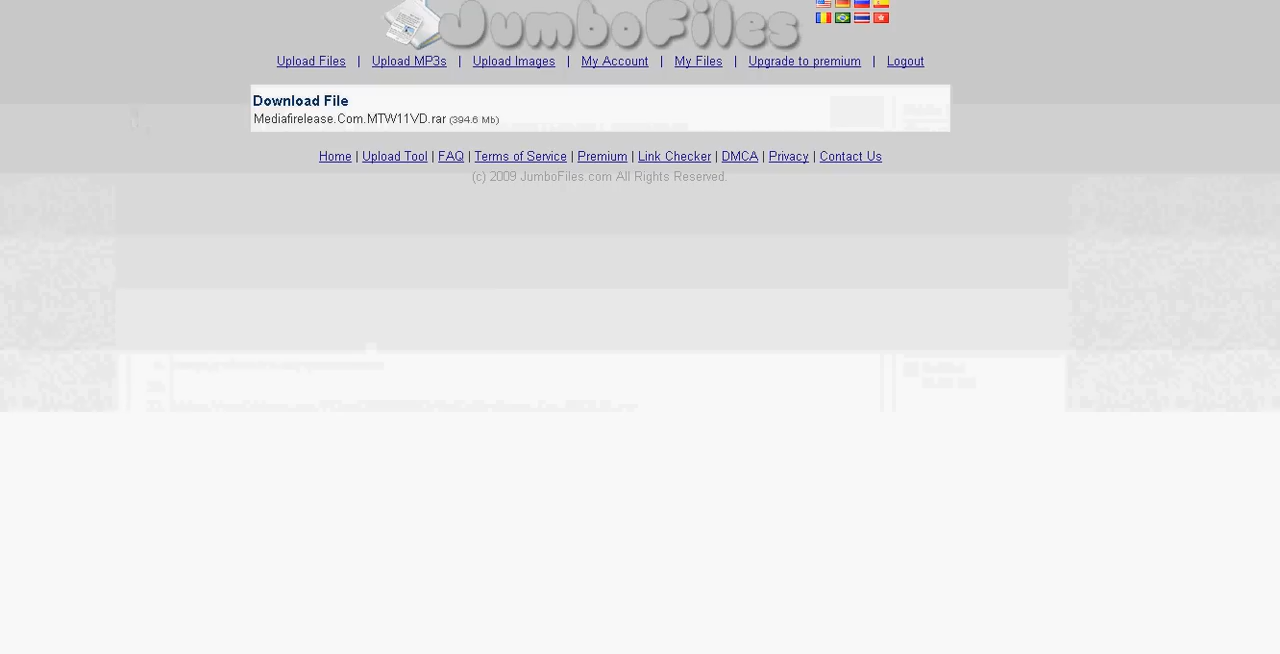 JumboFiles
Upload Files | Upload MP3s | Upload Images | My Account | My Files | Upgrade to premium | Logout
Download File
Mediafirelease.Com.MTW11VD.rar (394.6 Mb)
Home | Upload Tool | FAQ | Terms of Service | Premium | Link Checker | DMCA | Privacy | Contact Us
(c) 2009 JumboFiles.com All Rights Reserved.